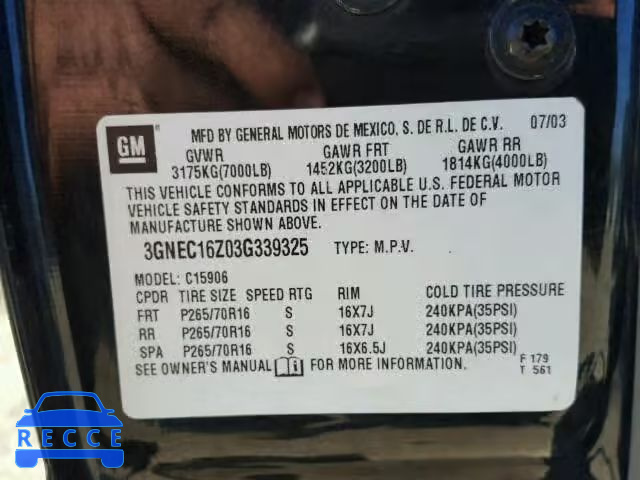 GM ®
MFD BY GENERAL MOTORS DE MEXICO, S. DE R.L. DE C.V. 07/03
GVWR GAWR FRT GAWR RR
3175KG(7000LB) 1452KG(3200LB) 1814KG(4000LB)
THIS VEHICLE CONFORMS TO ALL APPLICABLE U.S. FEDERAL MOTOR
VEHICLE SAFETY STANDARDS IN EFFECT ON THE DATE OF
MANUFACTURE SHOWN ABOVE.
3GNEC16Z03G339325 TYPE: M.P.V.
MODEL: C15906
CPDR TIRE SIZE SPEED RTG RIM COLD TIRE PRESSURE
FRT P265/70R16 S 16X7J 240KPA(35PSI)
RR P265/70R16 S 16X7J 240KPA(35PSI)
SPA P265/70R16 S 16X6.5J 240KPA(35PSI)
SEE OWNER'S MANUAL FOR MORE INFORMATION.
F 179
T 561
RECCE